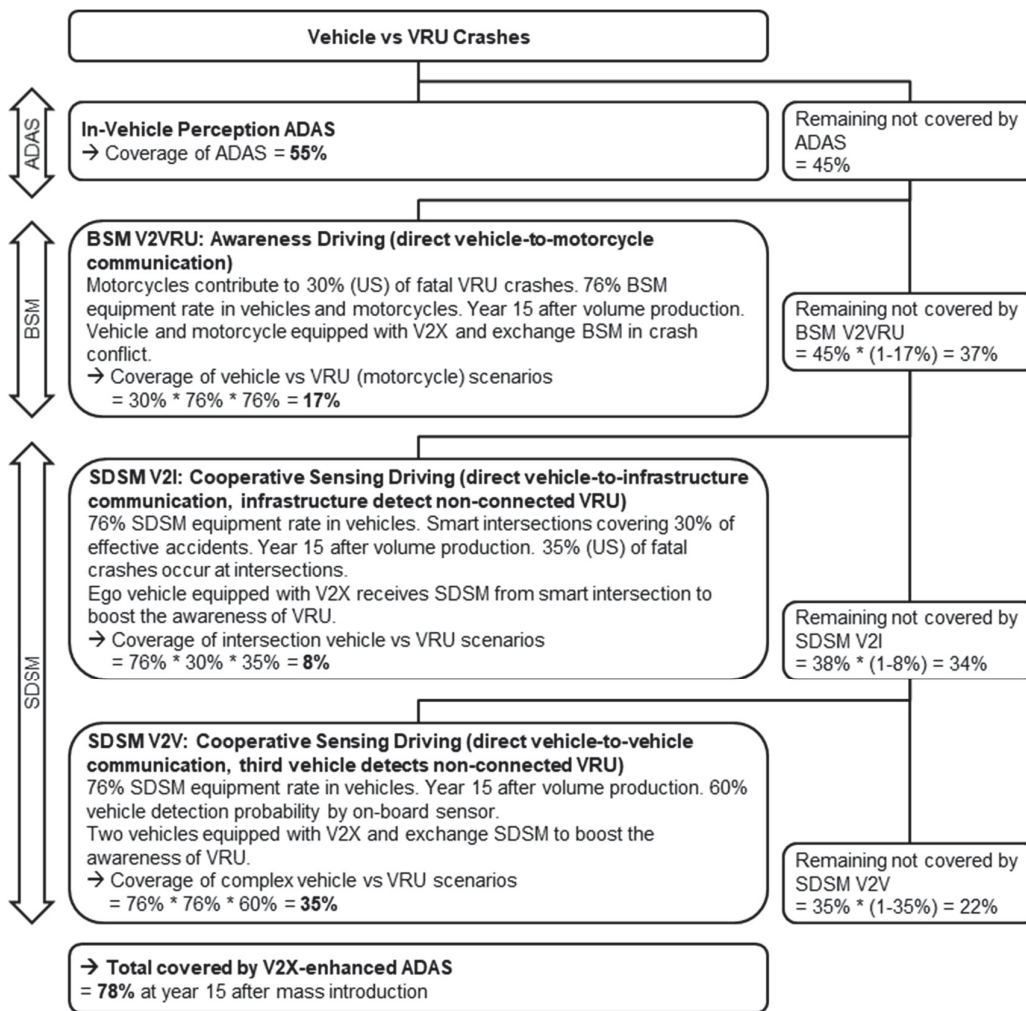 Vehicle vs VRU Crashes
ADAS
In-Vehicle Perception ADAS
→ Coverage of ADAS = 55%
Remaining not covered by
ADAS
= 45%
BSM
BSM V2VRU: Awareness Driving (direct vehicle-to-motorcycle
communication)
Motorcycles contribute to 30% (US) of fatal VRU crashes. 76% BSM
equipment rate in vehicles and motorcycles. Year 15 after volume production.
Vehicle and motorcycle equipped with V2X and exchange BSM in crash
conflict.
→ Coverage of vehicle vs VRU (motorcycle) scenarios
= 30% * 76% * 76% = 17%
Remaining not covered by
BSM V2VRU
= 45% * (1-17%) = 37%
SDSM
SDSM V2I: Cooperative Sensing Driving (direct vehicle-to-infrastructure
communication, infrastructure detect non-connected VRU)
76% SDSM equipment rate in vehicles. Smart intersections covering 30% of
effective accidents. Year 15 after volume production. 35% (US) of fatal
crashes occur at intersections.
Ego vehicle equipped with V2X receives SDSM from smart intersection to
boost the awareness of VRU.
→ Coverage of intersection vehicle vs VRU scenarios
= 76% * 30% * 35% = 8%
Remaining not covered by
SDSM V2I
= 38% * (1-8%) = 34%
SDSM V2V: Cooperative Sensing Driving (direct vehicle-to-vehicle
communication, third vehicle detects non-connected VRU)
76% SDSM equipment rate in vehicles. Year 15 after volume production. 60%
vehicle detection probability by on-board sensor.
Two vehicles equipped with V2X and exchange SDSM to boost the
awareness of VRU.
→ Coverage of complex vehicle vs VRU scenarios
= 76% * 76% * 60% = 35%
Remaining not covered by
SDSM V2V
= 35% * (1-35%) = 22%
→ Total covered by V2X-enhanced ADAS
= 78% at year 15 after mass introduction